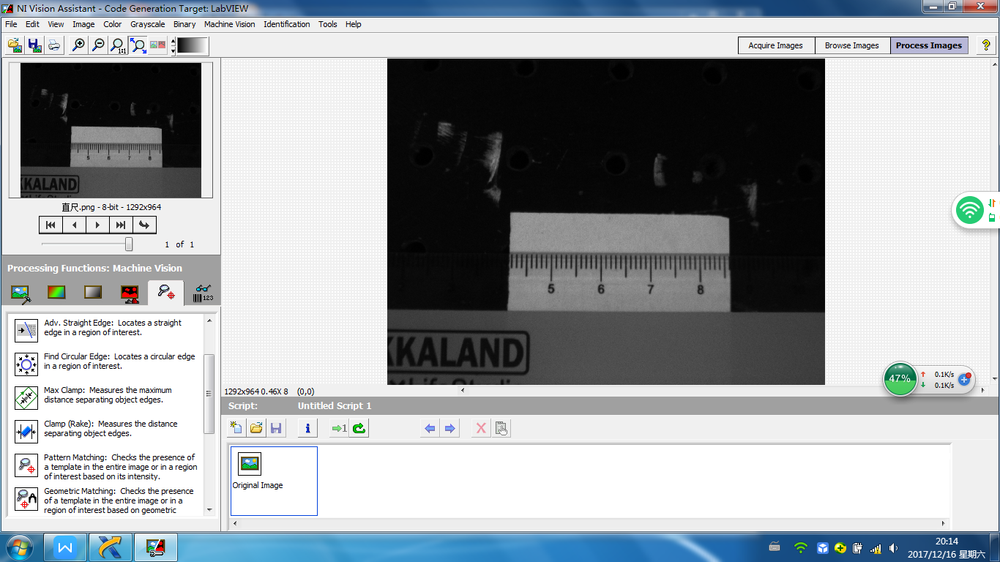 NI Vision Assistant - Code Generation Target: LabVIEW
File Edit View Image Color Grayscale Binary Machine Vision Identification Tools Help
1:1
Acquire Images Browse Images Process Images
5 6 7 8
KKALAND
直尺.png - 8-bit - 1292x964
1 of 1
Processing Functions: Machine Vision
123
Adv. Straight Edge: Locates a straight
edge in a region of interest.
Find Circular Edge: Locates a circular edge
in a region of interest.
Max Clamp: Measures the maximum
distance separating object edges.
Clamp (Rake): Measures the distance
separating object edges.
Pattern Matching: Checks the presence of
a template in the entire image or in a region
of interest based on its intensity.
Geometric Matching: Checks the presence
of a template in the entire image or in a
region of interest based on geometric
5 6 7 8
KKALAND
47%
0.1K/s
0.1K/s
1292x964 0.46X 8 (0,0)
Script: Untitled Script 1
1
Original Image
20:14
2017/12/16 星期六